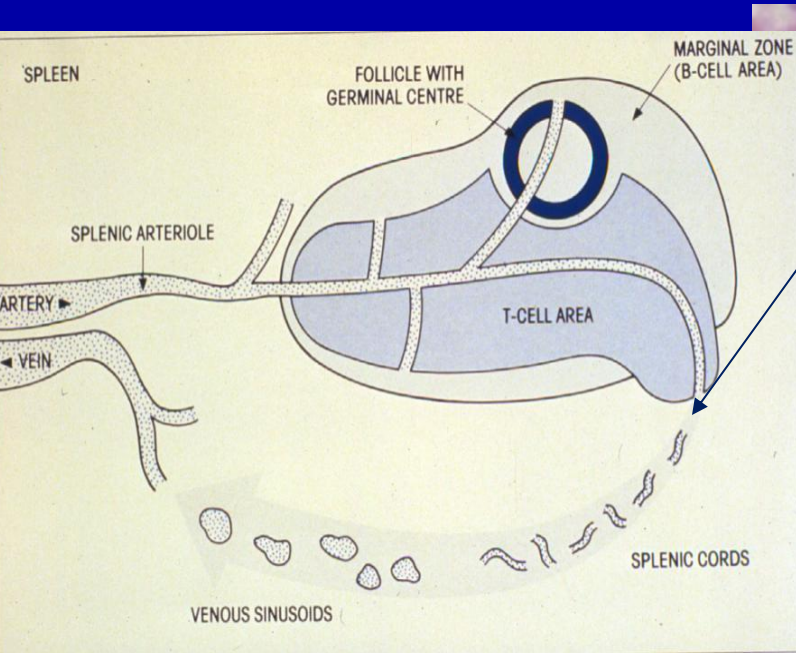 SPLEEN
FOLLICLE WITH
GERMINAL CENTRE
MARGINAL ZONE
(B-CELL AREA)
SPLENIC ARTERIOLE
ARTERY
VEIN
T-CELL AREA
SPLENIC CORDS
VENOUS SINUSOIDS